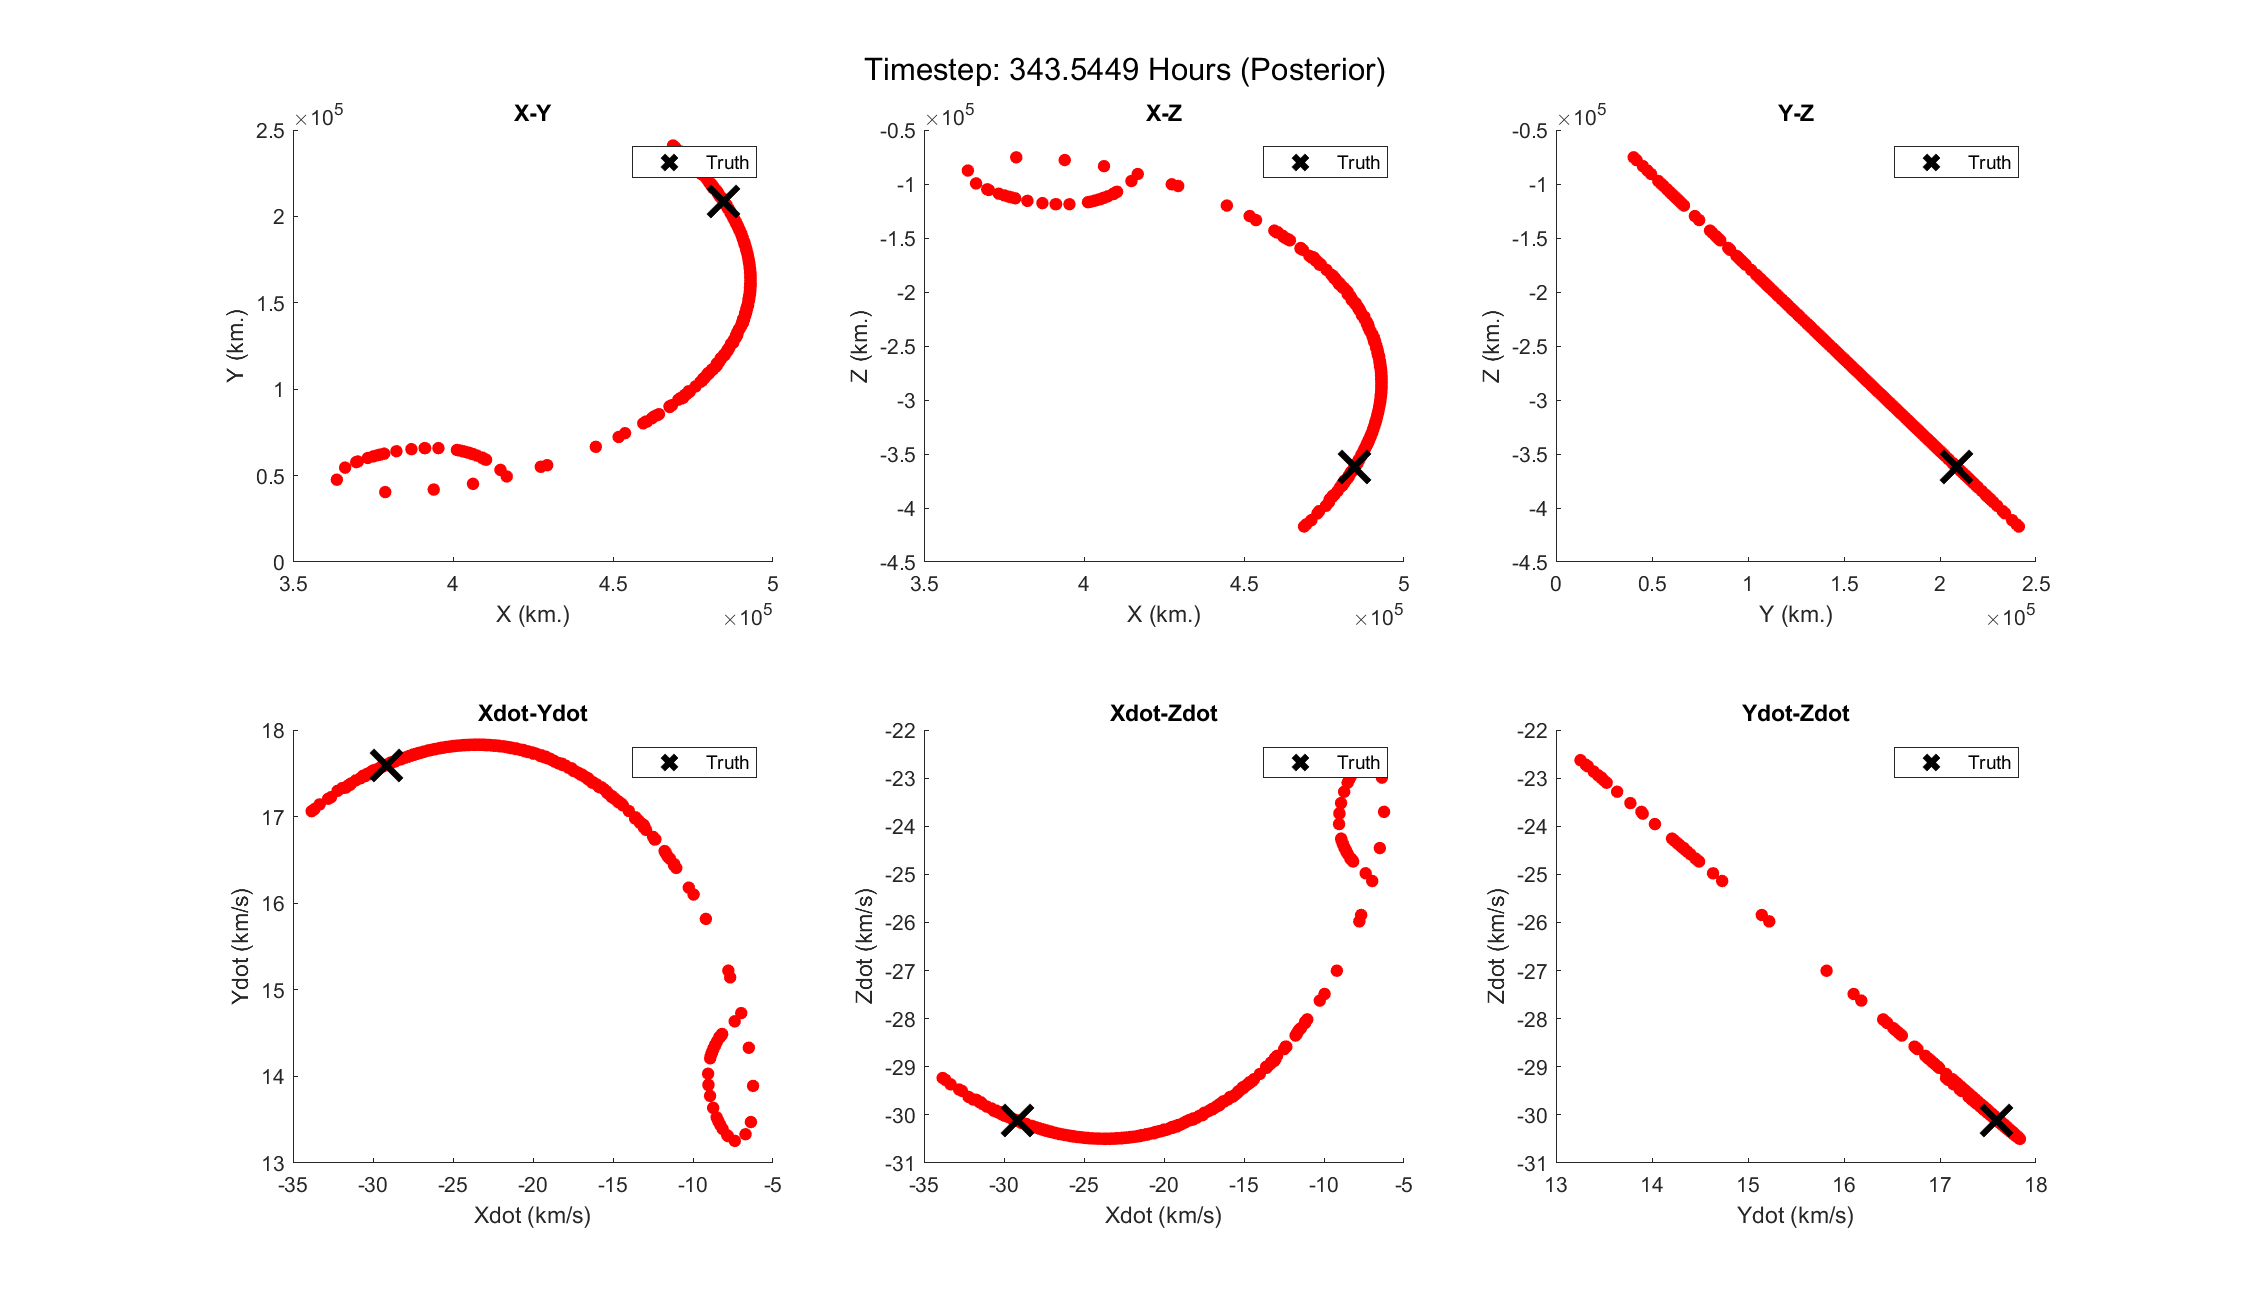 Timestep: 343.5449 Hours (Posterior)
X-Y
×10^5
2.5
2
1.5
1
0.5
0
Y (km.)
3.5 4 4.5 5
X (km.)
×10^5
Truth
X-Z
×10^5
-0.5
-1
-1.5
-2
-2.5
-3
-3.5
-4
-4.5
Z (km.)
3.5 4 4.5 5
X (km.)
×10^5
Truth
Y-Z
×10^5
-0.5
-1
-1.5
-2
-2.5
-3
-3.5
-4
-4.5
Z (km.)
0 0.5 1 1.5 2 2.5
Y (km.)
×10^5
Truth
Xdot-Ydot
18
17
16
15
14
13
Ydot (km/s)
-35 -30 -25 -20 -15 -10 -5
Xdot (km/s)
Truth
Xdot-Zdot
-22
-23
-24
-25
-26
-27
-28
-29
-30
-31
Zdot (km/s)
-35 -30 -25 -20 -15 -10 -5
Xdot (km/s)
Truth
Ydot-Zdot
-22
-23
-24
-25
-26
-27
-28
-29
-30
-31
Zdot (km/s)
13 14 15 16 17 18
Ydot (km/s)
Truth